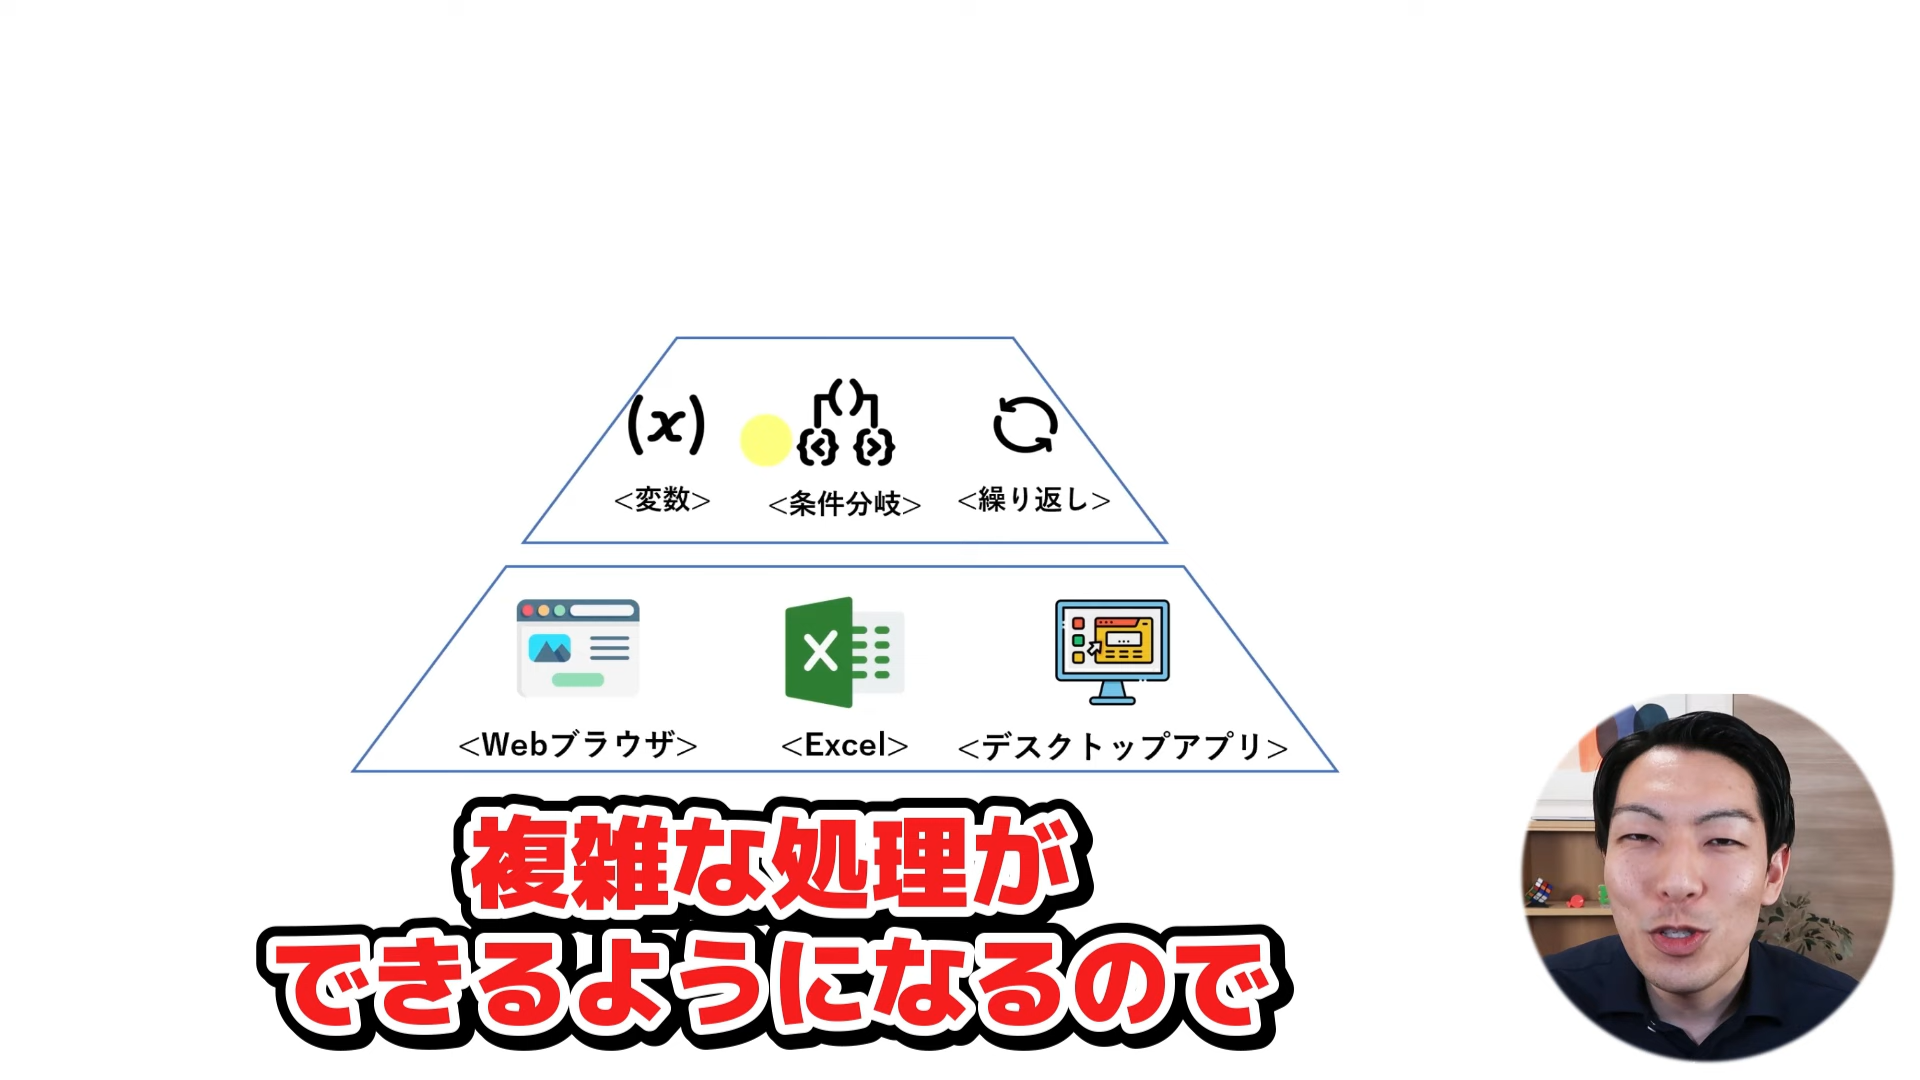 (x)
<変数>
<条件分岐>
<繰り返し>
<Webブラウザ>
<Excel>
<デスクトップアプリ>
複雑な処理が
できるようになるので